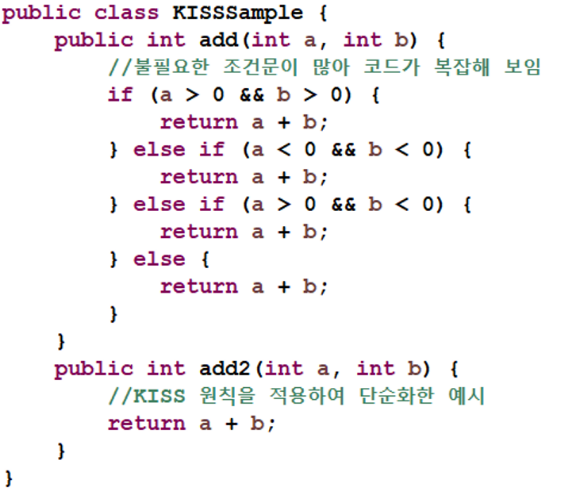 public class KISSSample {
    public int add(int a, int b) {
        //불필요한 조건문이 많아 코드가 복잡해 보임
        if (a > 0 && b > 0) {
            return a + b;
        } else if (a < 0 && b < 0) {
            return a + b;
        } else if (a > 0 && b < 0) {
            return a + b;
        } else {
            return a + b;
        }
    }
    public int add2(int a, int b) {
        //KISS 원칙을 적용하여 단순화한 예시
        return a + b;
    }
}